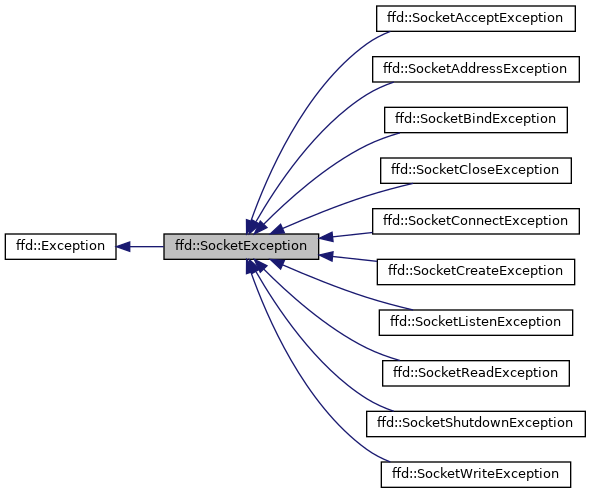 ffd::SocketAcceptException
ffd::SocketAddressException
ffd::SocketBindException
ffd::SocketCloseException
ffd::SocketConnectException
ffd::Exception
ffd::SocketException
ffd::SocketCreateException
ffd::SocketListenException
ffd::SocketReadException
ffd::SocketShutdownException
ffd::SocketWriteException